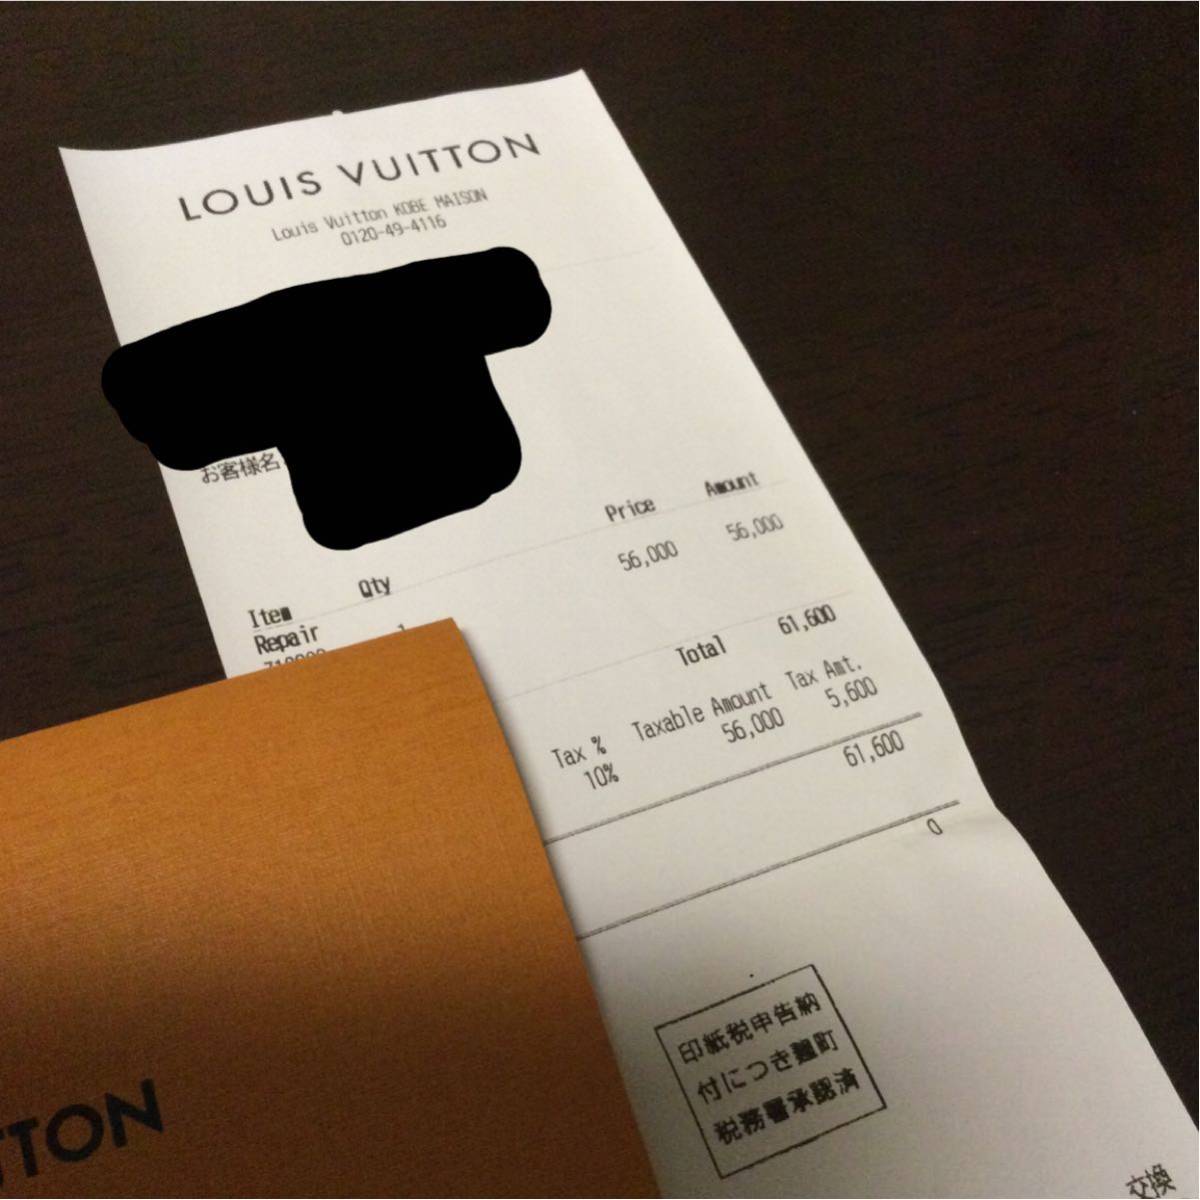 LOUIS VUITTON
Louis Vuitton KOBE MAISON
0120-49-4116
お客様名
Item Qty Price Amount
Repair 1 56,000 56,000
Total 61,600
Tax % Taxable Amount Tax Amt.
10% 56,000 5,600
61,600
0
印紙税申告納
付につき麹町
税務署承認済
交換
TTON